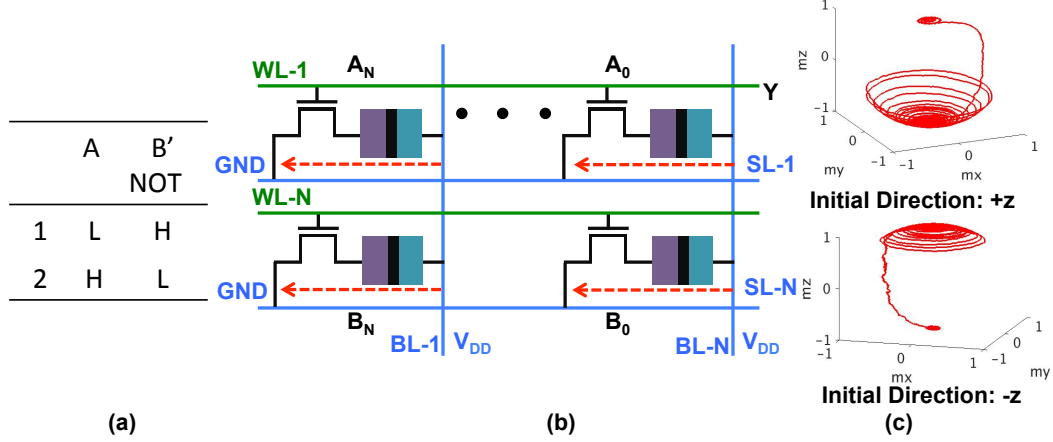 A B'
NOT
1 L H
2 H L
(a)
WL-1
A_N
A_0
Y
GND
SL-1
WL-N
GND
SL-N
B_N
B_0
BL-1
V_DD
BL-N
V_DD
(b)
1
0
-1
mz
1
0
-1
my
-1
0
1
mx
Initial Direction: +z
1
0
-1
mz
-1
0
1
mx
-1
0
1
my
Initial Direction: -z
(c)